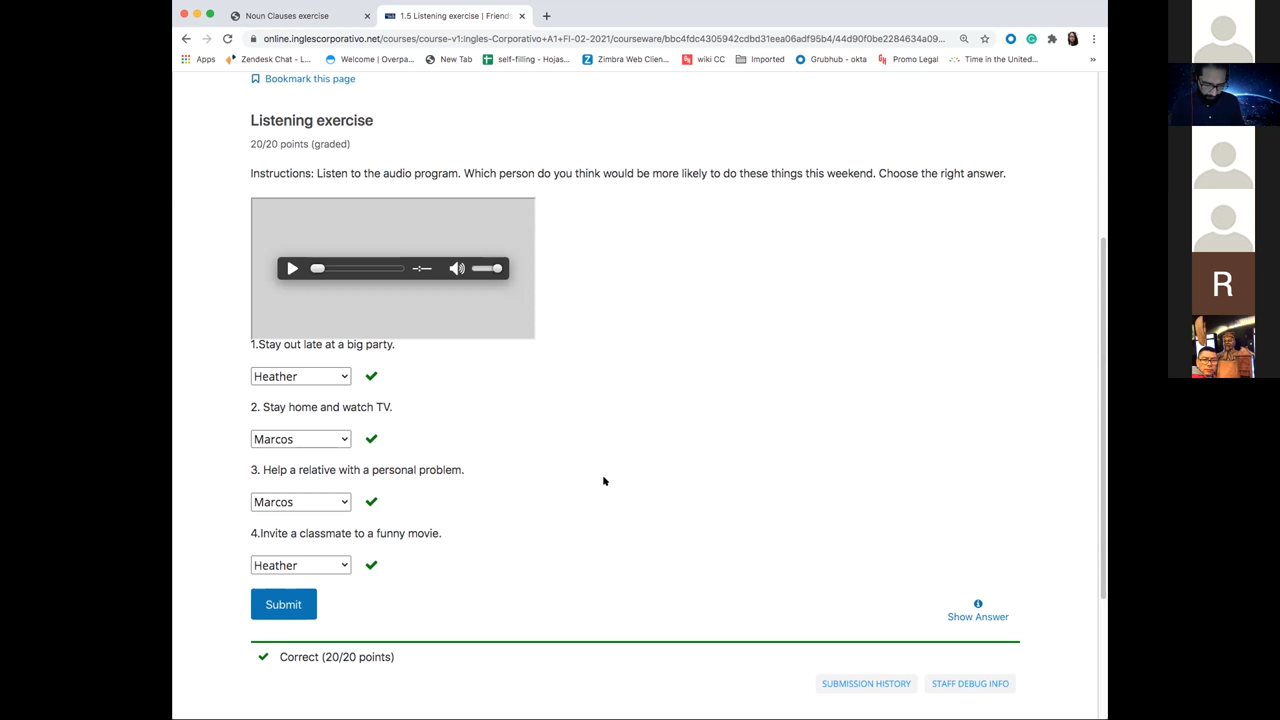 Noun Clauses exercise
1.5 Listening exercise | Friends
online.inglescorporativo.net/courses/course-v1:Ingles-Corporativo+A1+FI-02-2021/courseware/bbc4fdc4305942cdbd31eea06adf95b4/44d90f0be2284634a09...
Apps Zendesk Chat - L... Welcome | Overpa... New Tab self-filling - Hojas... Zimbra Web Clien... wiki CC Imported Grubhub - okta Promo Legal Time in the United... »
Bookmark this page
Listening exercise
20/20 points (graded)
Instructions: Listen to the audio program. Which person do you think would be more likely to do these things this weekend. Choose the right answer.
1.Stay out late at a big party.
Heather
2. Stay home and watch TV.
Marcos
3. Help a relative with a personal problem.
Marcos
4.Invite a classmate to a funny movie.
Heather
Submit
Show Answer
Correct (20/20 points)
SUBMISSION HISTORY STAFF DEBUG INFO
R